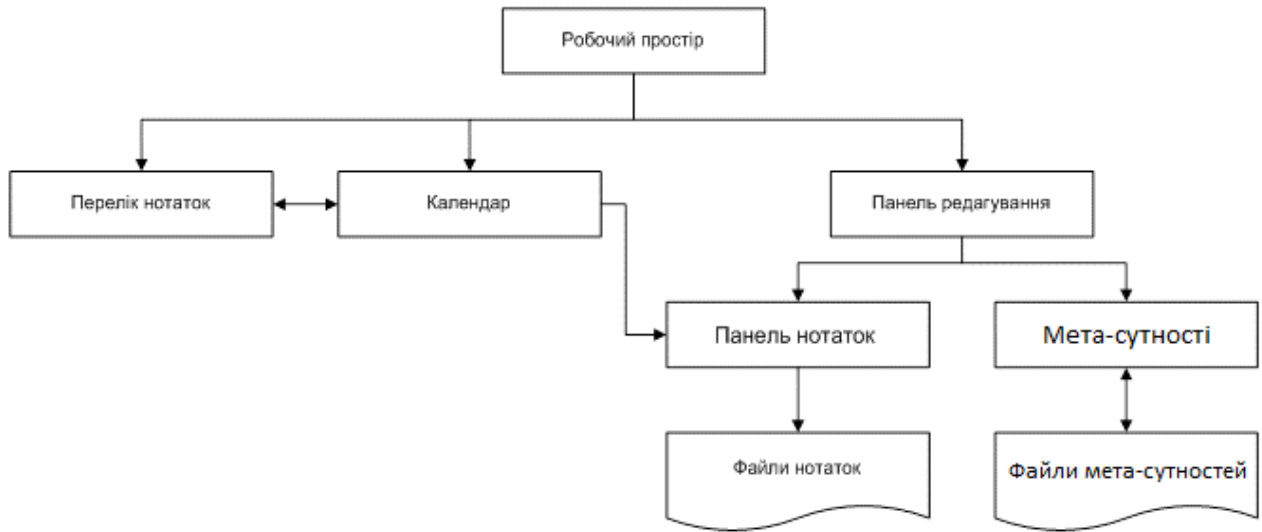 Робочий простір
Перелік нотаток
Календар
Панель редагування
Панель нотаток
Мета-сутності
Файли нотаток
Файли мета-сутностей